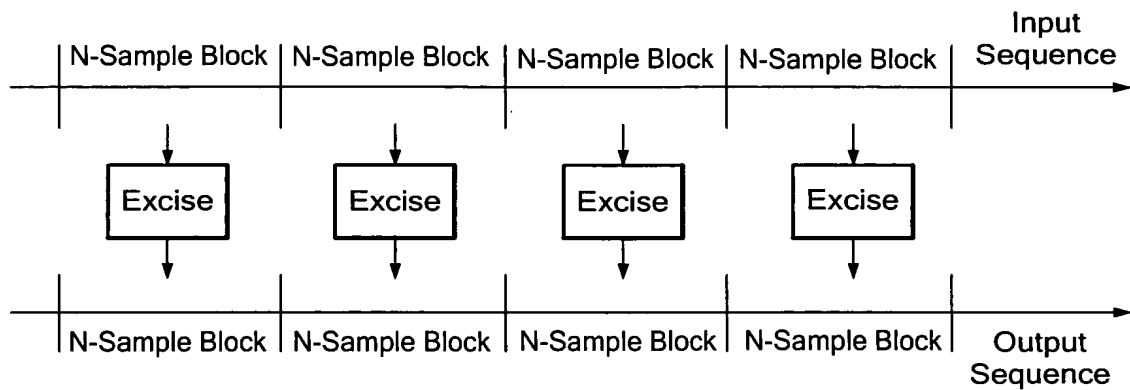 Input
Sequence
N-Sample Block N-Sample Block N-Sample Block N-Sample Block
Excise Excise Excise Excise
N-Sample Block N-Sample Block N-Sample Block N-Sample Block
Output
Sequence